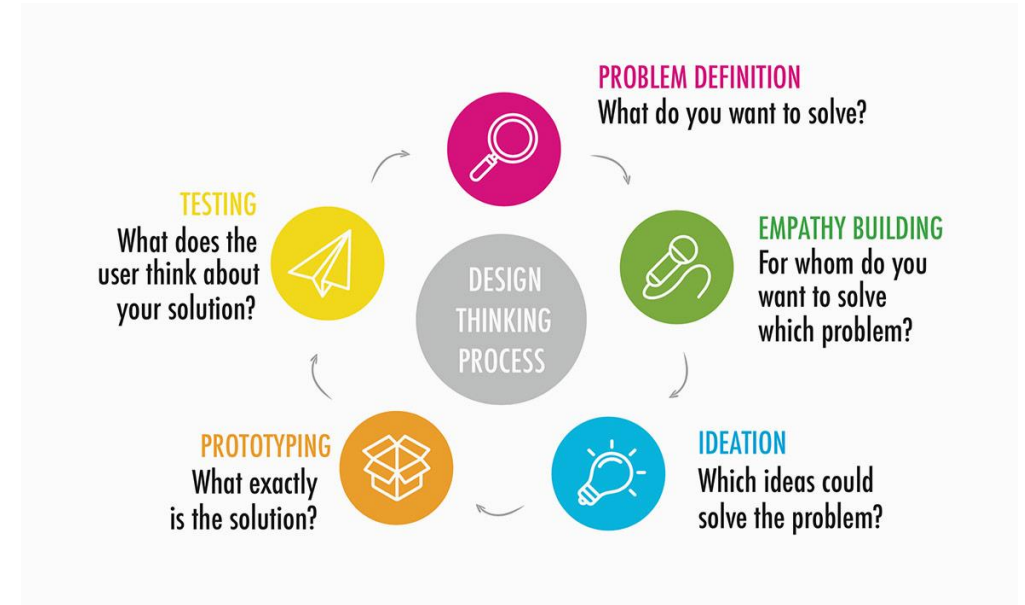 PROBLEM DEFINITION
What do you want to solve?
EMPATHY BUILDING
For whom do you
want to solve
which problem?
IDEATION
Which ideas could
solve the problem?
PROTOTYPING
What exactly
is the solution?
TESTING
What does the
user think about
your solution?
DESIGN
THINKING
PROCESS